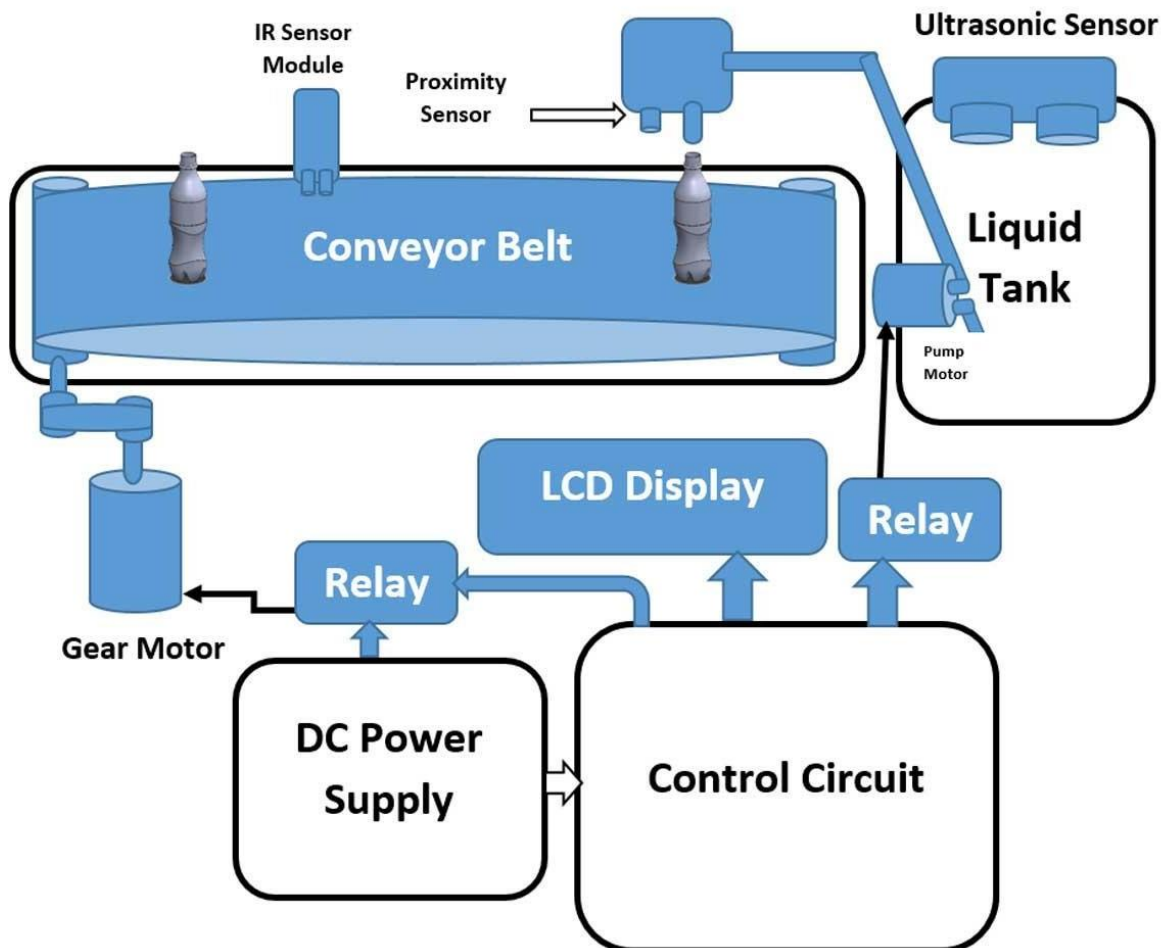 IR Sensor
Module
Proximity
Sensor
Ultrasonic Sensor
Conveyor Belt
Liquid
Tank
Pump
Motor
LCD Display
Relay
Relay
Gear Motor
DC Power
Supply
Control Circuit